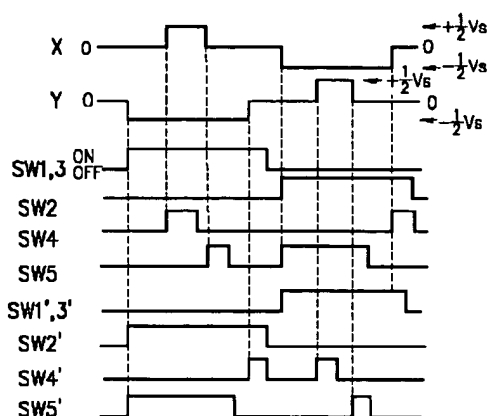 +½Vs
X 0 0
-½Vs
+½Vs
Y 0 0
-½Vs
ON
SW1,3 OFF
SW2
SW4
SW5
SW1',3'
SW2'
SW4'
SW5'